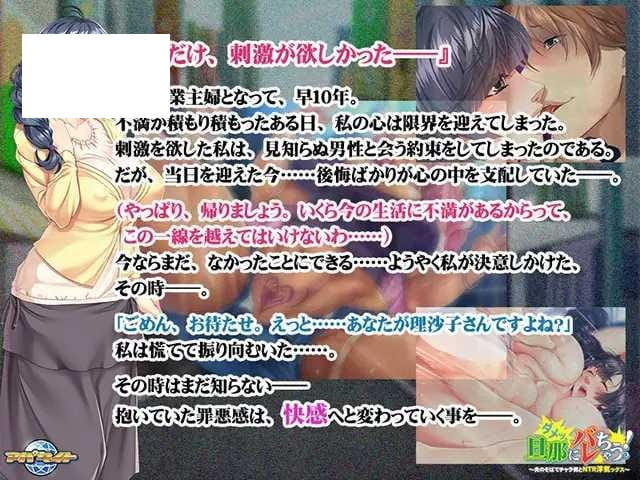 だけ、刺激が欲しかった――』
業主婦となって、早10年。
不満が積もり積もったある日、私の心は限界を迎えてしまった。
刺激を欲した私は、見知らぬ男性と会う約束をしてしまったのである。
だが、当日を迎えた今……後悔ばかりが心の中を支配していた――。
（やっぱり、帰りましょう。いくら今の生活に不満があるからって、
この一線を越えてはいけないわ……）
今ならまだ、なかったことにできる……ようやく私が決意しかけた、
その時――。
「ごめん、お待たせ。えっと……あなたが理沙子さんですよね?」
私は慌てて振り向むいた……。
その時はまだ知らない――
抱いていた罪悪感は、快感へと変わっていく事を――。
アパダーメイト
旦那にバレちゃう!